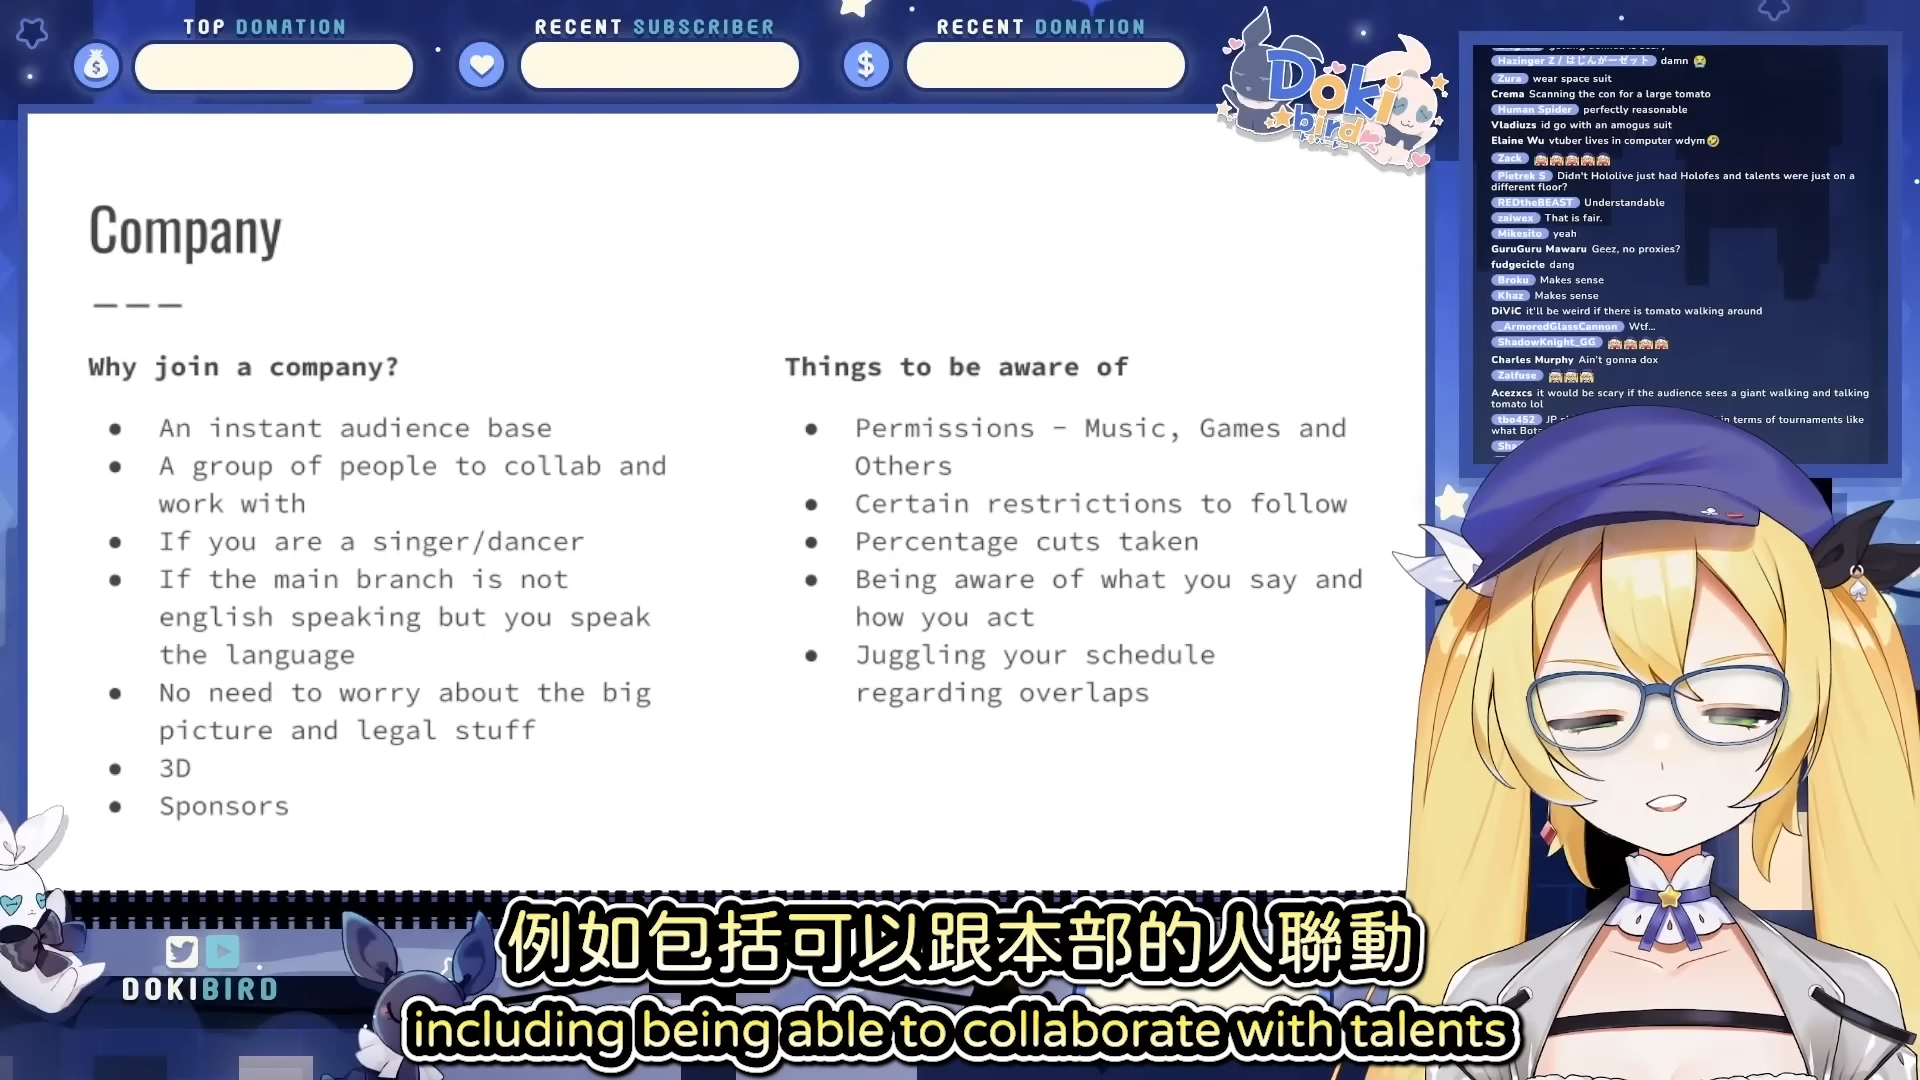 TOP DONATION
RECENT SUBSCRIBER
RECENT DONATION
Doki
bird
Hazinger Z / はじんがーゼット damn
Zura wear space suit
Crema Scanning the con for a large tomato
Human Spider perfectly reasonable
Vladiuzs id go with an amogus suit
Elaine Wu vtuber lives in computer wdym
Zack
Pietrek S Didn't Hololive just had Holofes and talents were just on a
different floor?
REDtheBEAST Understandable
zaiwex That is fair.
Mikesito yeah
GuruGuru Mawaru Geez, no proxies?
fudgecicle dang
Broku Makes sense
Khaz Makes sense
DiViC it'll be weird if there is tomato walking around
_ArmoredGlassCannon Wtf...
ShadowKnight_GG
Charles Murphy Ain't gonna dox
Zalfuse
Acezxcs it would be scary if the audience sees a giant walking and talking
tomato lol
tbo452 JP in terms of tournaments like
what Bot
Sha
Company
Why join a company?
● An instant audience base
● A group of people to collab and
work with
● If you are a singer/dancer
● If the main branch is not
english speaking but you speak
the language
● No need to worry about the big
picture and legal stuff
● 3D
● Sponsors
Things to be aware of
● Permissions - Music, Games and
Others
● Certain restrictions to follow
● Percentage cuts taken
● Being aware of what you say and
how you act
● Juggling your schedule
regarding overlaps
DOKIBIRD
例如包括可以跟本部的人聯動
including being able to collaborate with talents